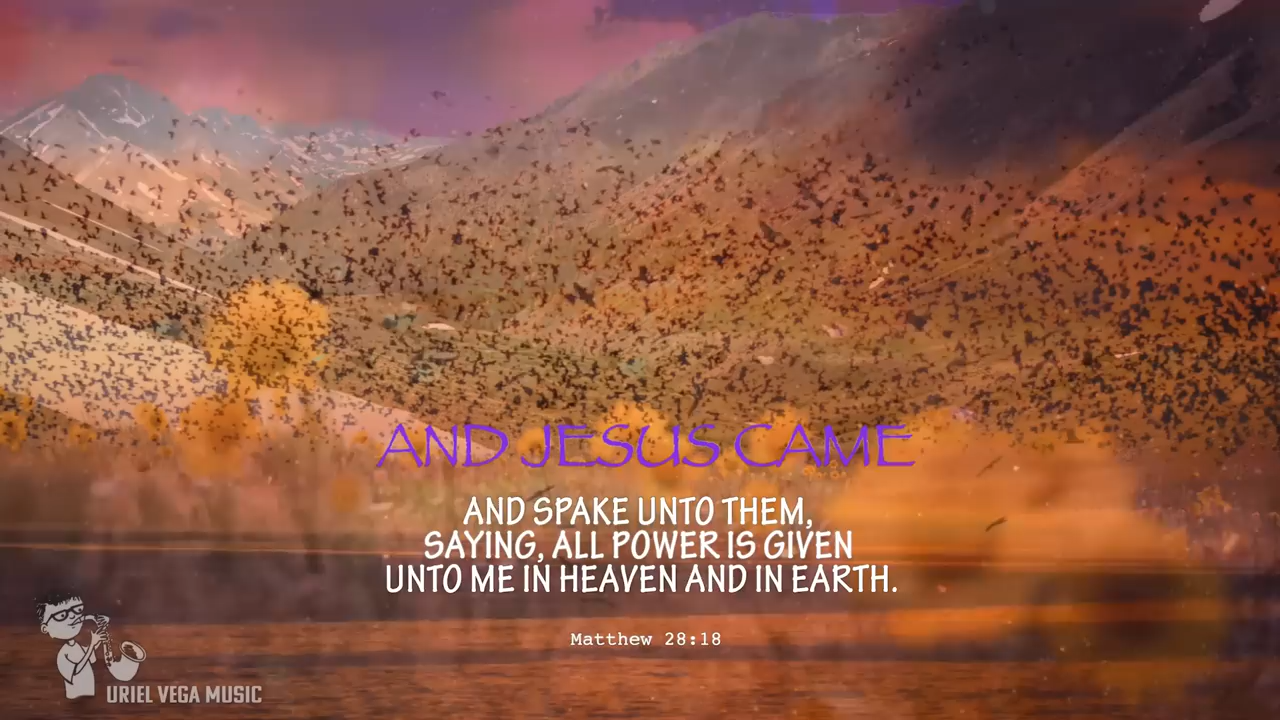 AND JESUS CAME
AND SPAKE UNTO THEM,
SAYING, ALL POWER IS GIVEN
UNTO ME IN HEAVEN AND IN EARTH.
Matthew 28:18
URIEL VEGA MUSIC